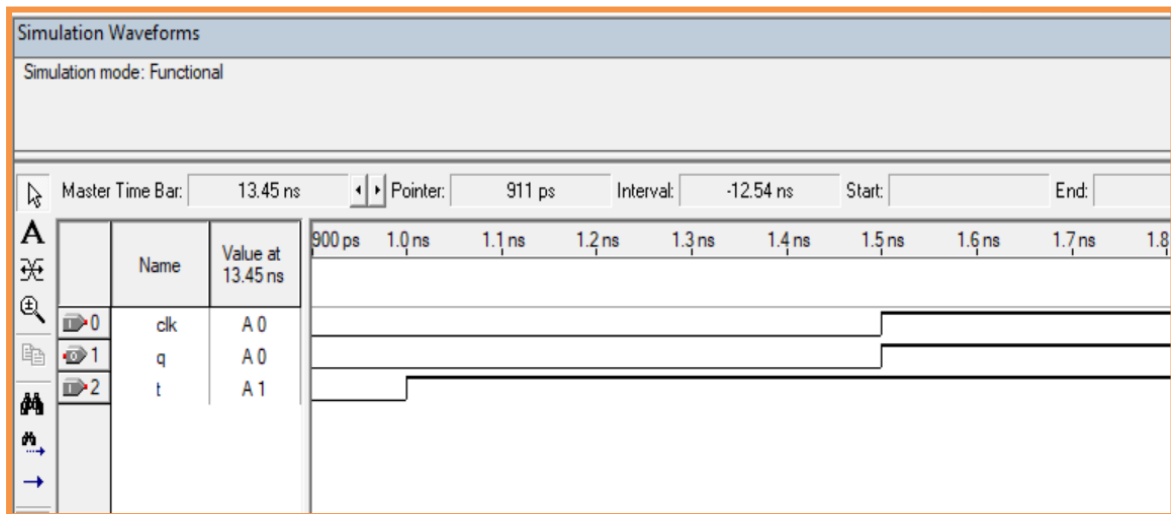 Simulation Waveforms
Simulation mode: Functional
Master Time Bar: 13.45 ns Pointer: 911 ps Interval: -12.54 ns Start: End:
A
Name Value at 13.45 ns 900 ps 1.0 ns 1.1 ns 1.2 ns 1.3 ns 1.4 ns 1.5 ns 1.6 ns 1.7 ns 1.8
0 clk A 0
1 q A 0
2 t A 1